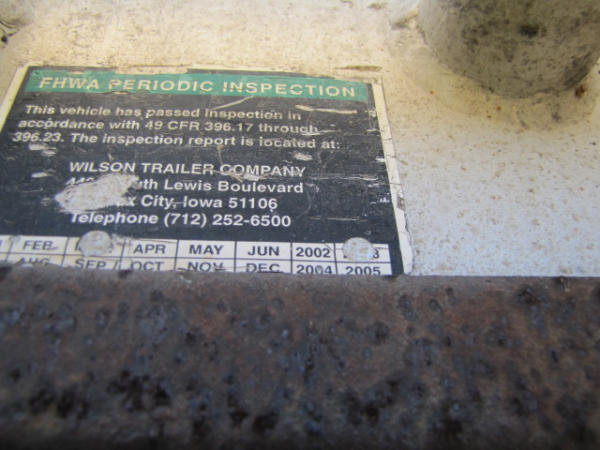 FHWA PERIODIC INSPECTION
This vehicle has passed inspection in
accordance with 49 CFR 396.17 through
396.23. The inspection report is located at:
WILSON TRAILER COMPANY
Lewis Boulevard
City, Iowa 51106
Telephone (712) 252-6500
FEB APR MAY JUN 2002
AUG SEP OCT NOV DEC 2004 2005